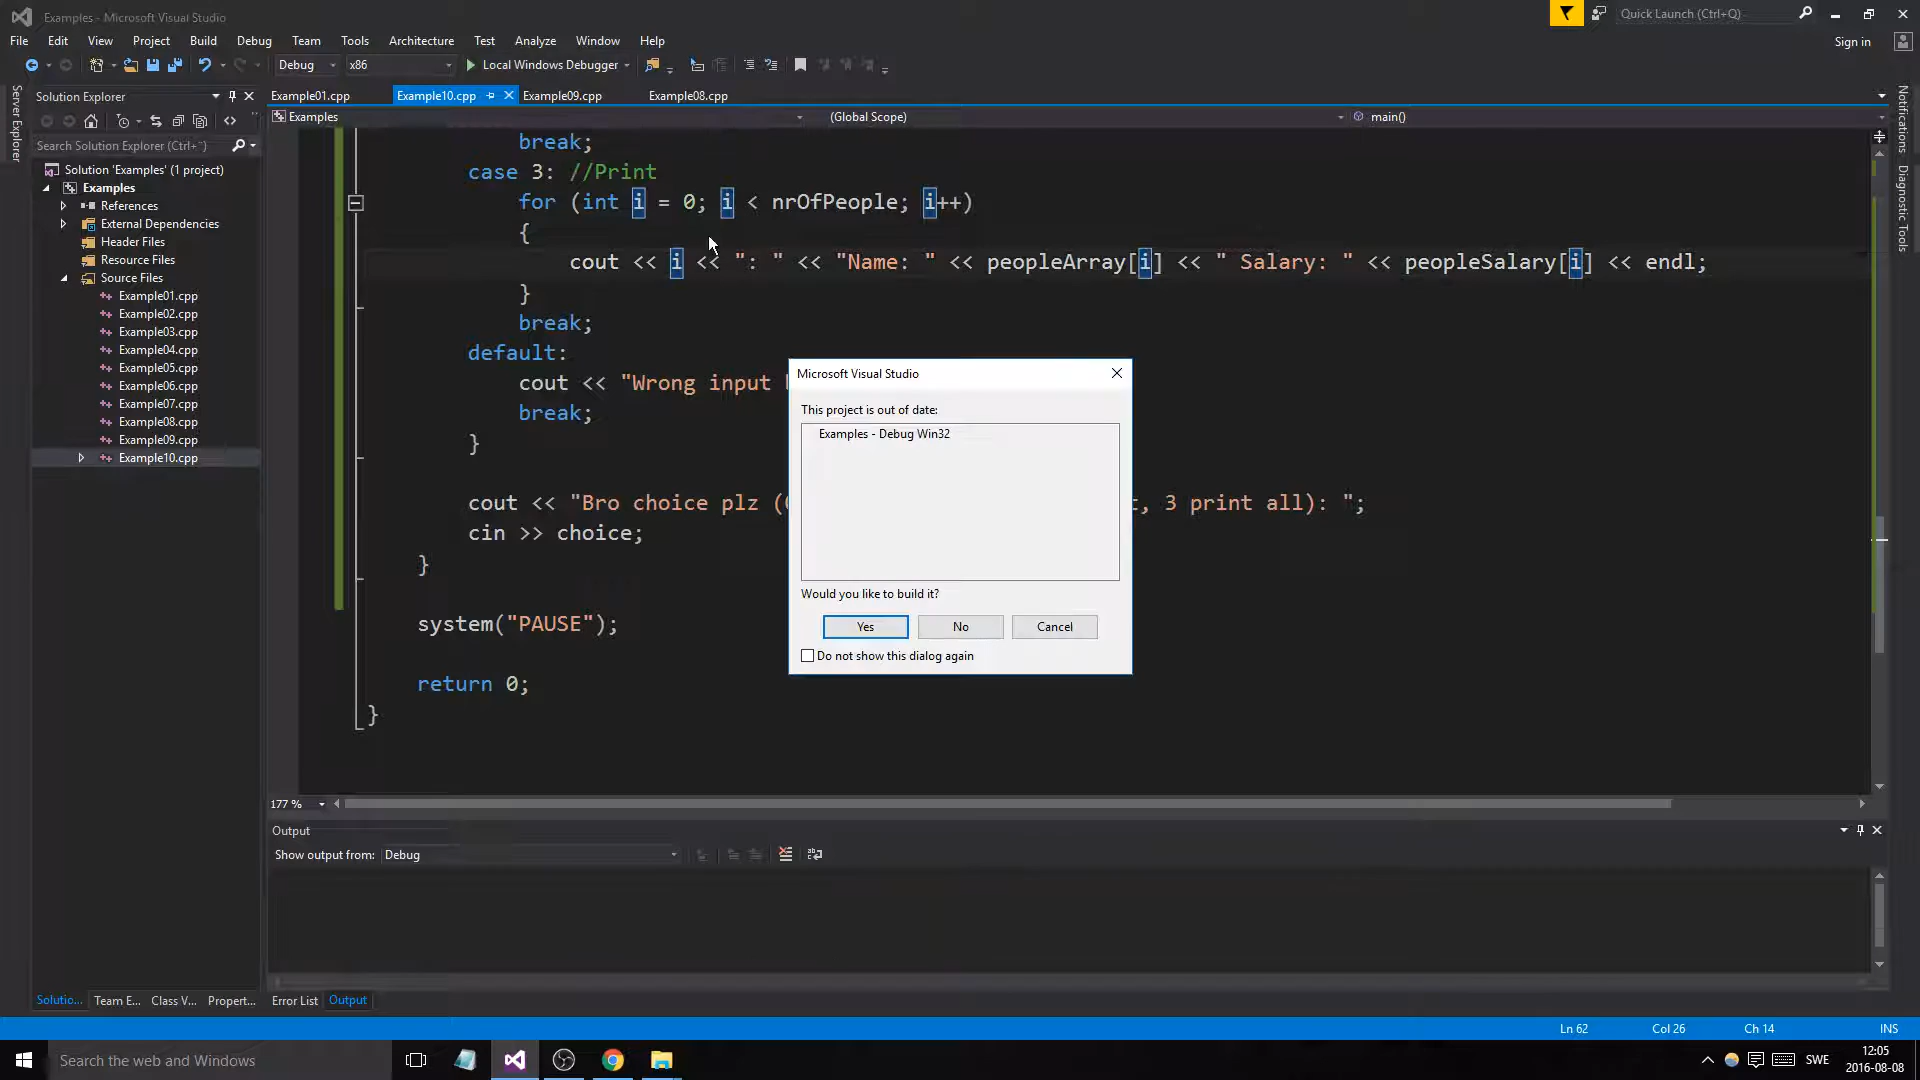 Examples - Microsoft Visual Studio
Quick Launch (Ctrl+Q)
File Edit View Project Build Debug Team Tools Architecture Test Analyze Window Help
Sign in
Debug x86 Local Windows Debugger
Server Explorer
Solution Explorer
Example01.cpp Example10.cpp Example09.cpp Example08.cpp
Examples (Global Scope) main()
Notifications
Diagnostic Tools
Search Solution Explorer (Ctrl+¨)
Solution 'Examples' (1 project)
Examples
References
External Dependencies
Header Files
Resource Files
Source Files
Example01.cpp
Example02.cpp
Example03.cpp
Example04.cpp
Example05.cpp
Example06.cpp
Example07.cpp
Example08.cpp
Example09.cpp
Example10.cpp
break;
case 3: //Print
for (int i = 0; i < nrOfPeople; i++)
{
cout << i << ": " << "Name: " << peopleArray[i] << " Salary: " << peopleSalary[i] << endl;
}
break;
default:
cout << "Wrong input
break;
}
cout << "Bro choice plz ( t, 3 print all): ";
cin >> choice;
}
system("PAUSE");
return 0;
}
Microsoft Visual Studio
This project is out of date:
Examples - Debug Win32
Would you like to build it?
Yes No Cancel
Do not show this dialog again
177 %
Output
Show output from: Debug
Solutio... Team E... Class V... Propert... Error List Output
Ln 62 Col 26 Ch 14 INS
Search the web and Windows
SWE
12:05
2016-08-08